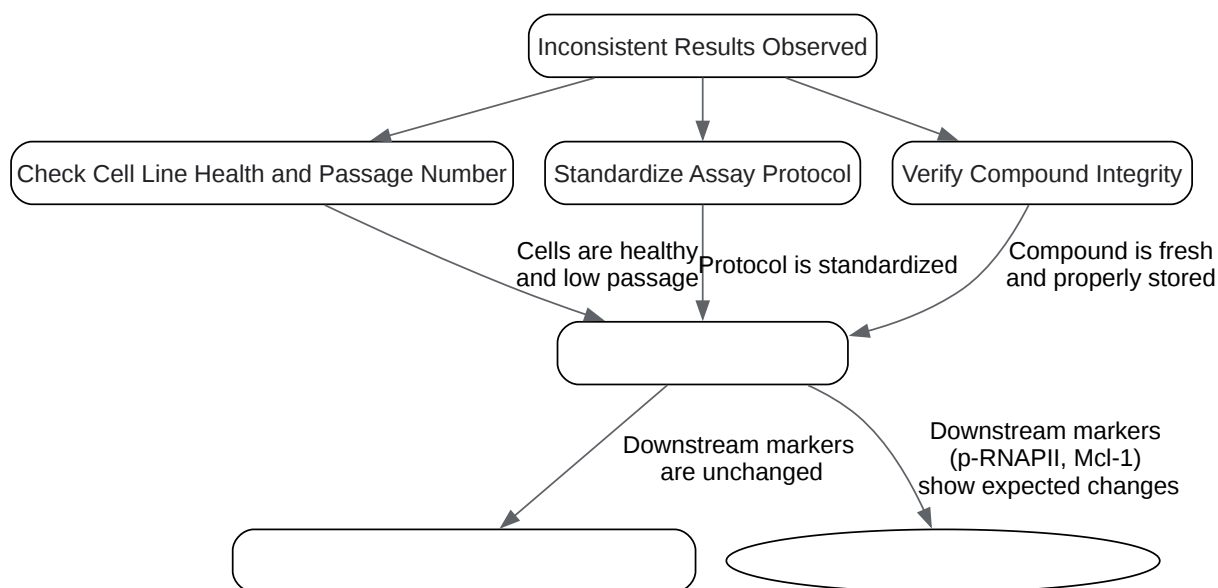 Inconsistent Results Observed
Check Cell Line Health and Passage Number
Standardize Assay Protocol
Verify Compound Integrity
Cells are healthy
and low passage
Protocol is standardized
Compound is fresh
and properly stored
Downstream markers
are unchanged
Downstream markers
(p-RNAPII, Mcl-1)
show expected changes